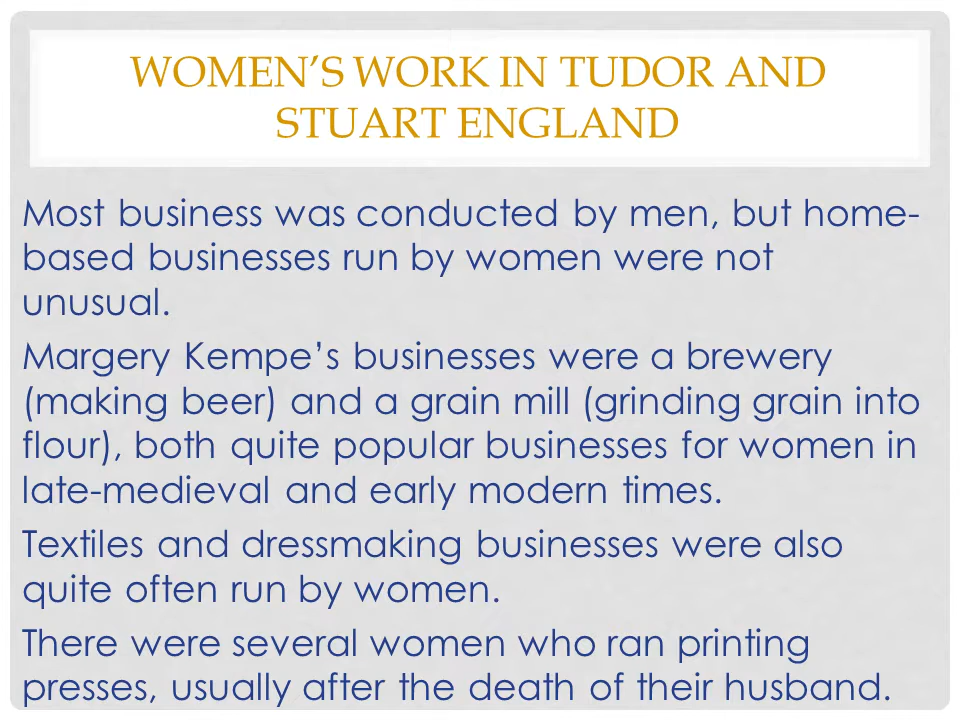 WOMEN’S WORK IN TUDOR AND
STUART ENGLAND
Most business was conducted by men, but home-
based businesses run by women were not
unusual.
Margery Kempe’s businesses were a brewery
(making beer) and a grain mill (grinding grain into
flour), both quite popular businesses for women in
late-medieval and early modern times.
Textiles and dressmaking businesses were also
quite often run by women.
There were several women who ran printing
presses, usually after the death of their husband.